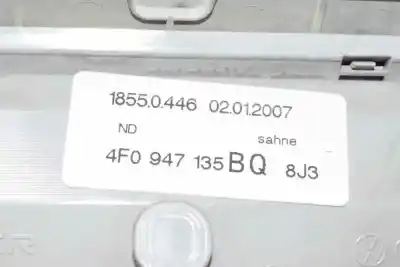 1855.0.446 02.01.2007
ND sahne
4F0 947 135 BQ 8J3